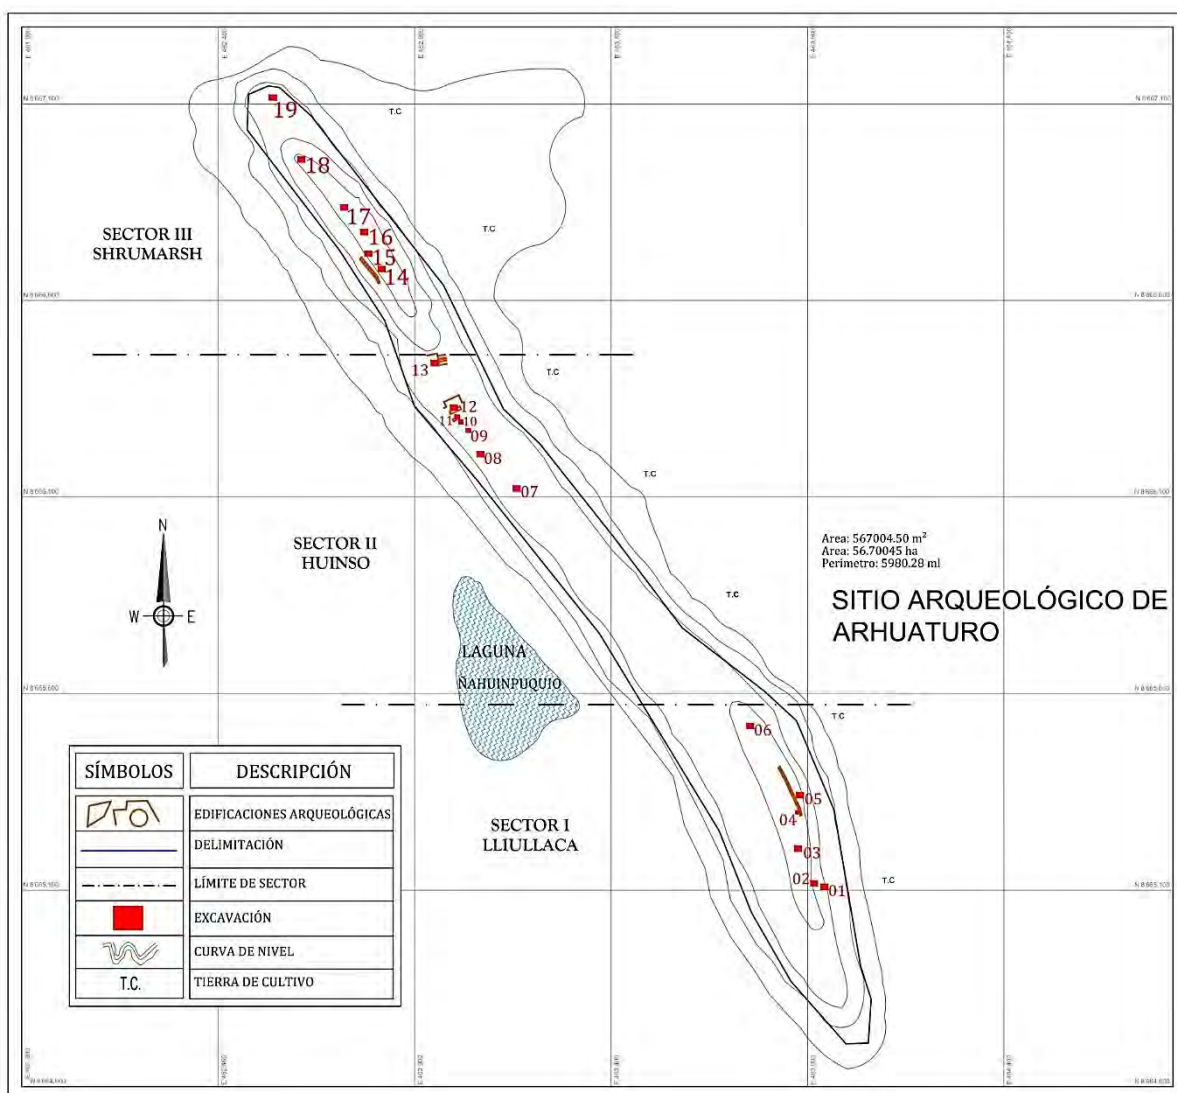 19
T.C
18
17
T.C
SECTOR III
SHRUMARSH
16
15
14
13
T.C
12
11
10
09
08
T.C
07
SECTOR II
HUINSO
Area: 567004.50 m²
Area: 56.70045 ha
Perimetro: 5980.28 ml
N
W
E
T.C
SITIO ARQUEOLÓGICO DE
ARHUATURO
LAGUNA
ÑAHUINPUQUIO
T.C
06
05
04
03
02
01
T.C
SECTOR I
LLIULLACA
SÍMBOLOS
DESCRIPCIÓN
EDIFICACIONES ARQUEOLÓGICAS
DELIMITACIÓN
LÍMITE DE SECTOR
EXCAVACIÓN
CURVA DE NIVEL
T.C.
TIERRA DE CULTIVO